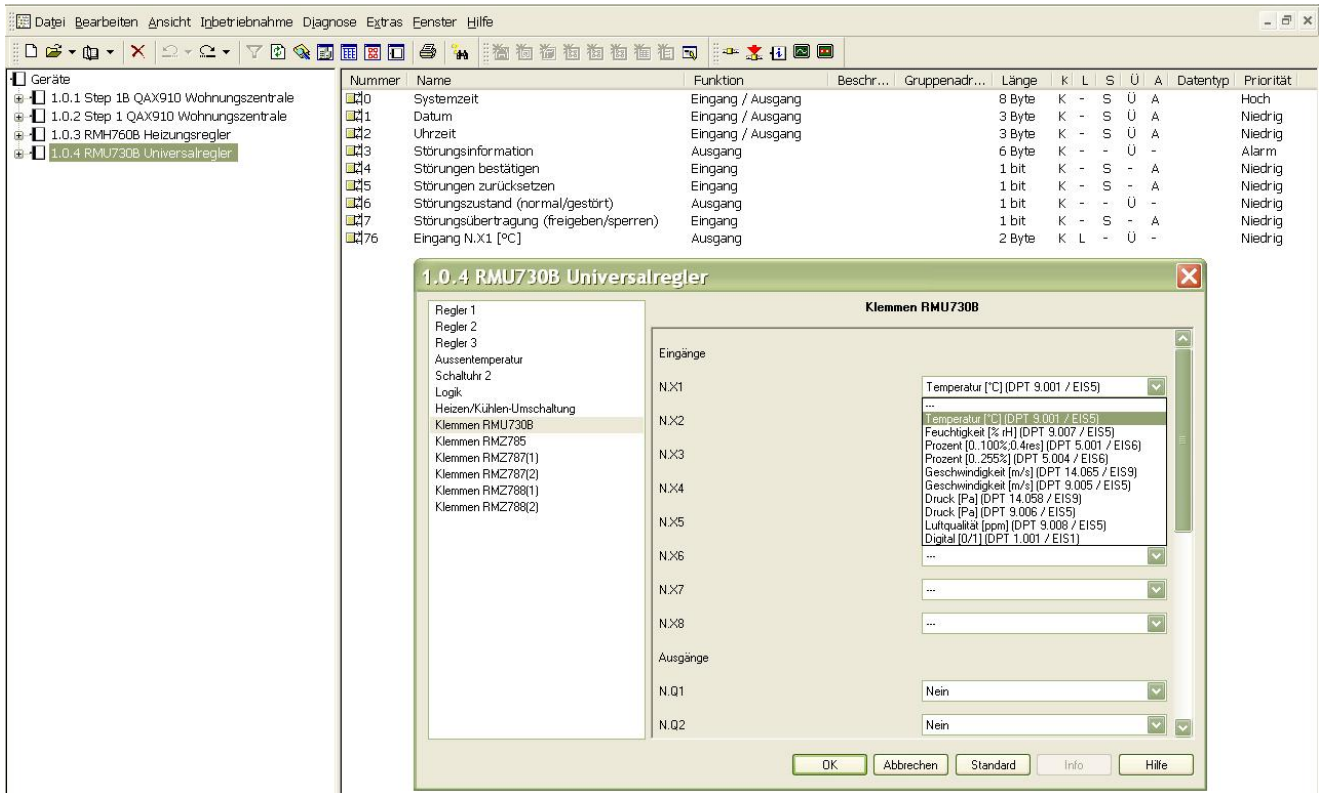 Datei Bearbeiten Ansicht Inbetriebnahme Diagnose Extras Fenster Hilfe
Geräte
1.0.1 Step 1B QAX910 Wohnungszentrale
1.0.2 Step 1 QAX910 Wohnungszentrale
1.0.3 RMH760B Heizungsregler
1.0.4 RMU730B Universalregler
Nummer Name Funktion Beschr... Gruppenadr... Länge K L S Ü A Datentyp Priorität
0 Systemzeit Eingang / Ausgang 8 Byte K - S Ü A Hoch
1 Datum Eingang / Ausgang 3 Byte K - S Ü A Niedrig
2 Uhrzeit Eingang / Ausgang 3 Byte K - S Ü A Niedrig
3 Störungsinformation Ausgang 6 Byte K - - Ü - Alarm
4 Störungen bestätigen Eingang 1 bit K - S - A Niedrig
5 Störungen zurücksetzen Eingang 1 bit K - S - A Niedrig
6 Störungszustand (normal/gestört) Ausgang 1 bit K - - Ü - Niedrig
7 Störungsübertragung (freigeben/sperren) Eingang 1 bit K - S - A Niedrig
76 Eingang N.X1 [°C] Ausgang 2 Byte K L - Ü - Niedrig
1.0.4 RMU730B Universalregler
Regler 1
Regler 2
Regler 3
Aussentemperatur
Schaltuhr 2
Logik
Heizen/Kühlen-Umschaltung
Klemmen RMU730B
Klemmen RMZ785
Klemmen RMZ787(1)
Klemmen RMZ787(2)
Klemmen RMZ788(1)
Klemmen RMZ788(2)
Klemmen RMU730B
Eingänge
N.X1 Temperatur [°C] (DPT 9.001 / EIS5)
---
Temperatur [°C] (DPT 9.001 / EIS5)
Feuchtigkeit [% rH] (DPT 9.007 / EIS5)
Prozent [0..100%;0.4res] (DPT 5.001 / EIS6)
Prozent [0..255%] (DPT 5.004 / EIS6)
Geschwindigkeit [m/s] (DPT 14.065 / EIS9)
Geschwindigkeit [m/s] (DPT 9.005 / EIS5)
Druck [Pa] (DPT 14.058 / EIS9)
Druck [Pa] (DPT 9.006 / EIS5)
Luftqualität [ppm] (DPT 9.008 / EIS5)
Digital [0/1] (DPT 1.001 / EIS1)
N.X2
N.X3
N.X4
N.X5
N.X6 ---
N.X7 ---
N.X8 ---
Ausgänge
N.Q1 Nein
N.Q2 Nein
OK Abbrechen Standard Info Hilfe